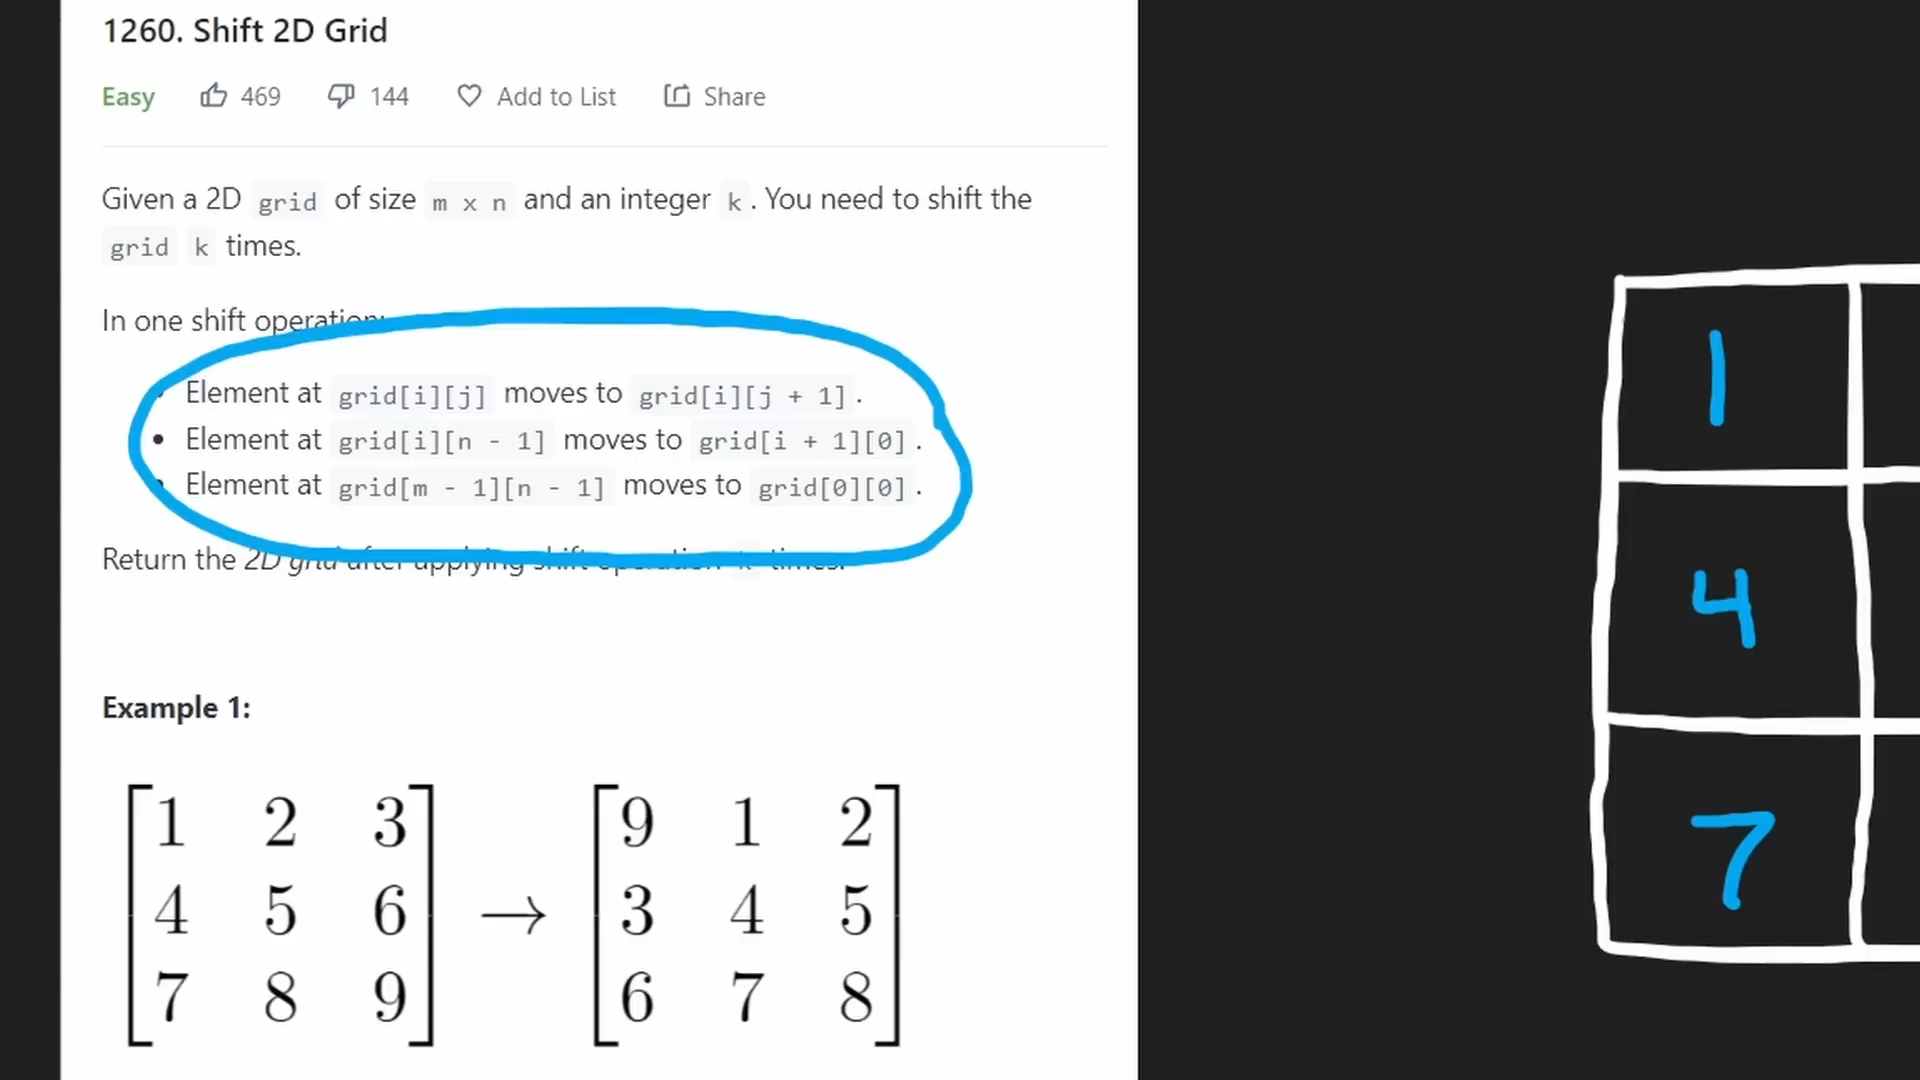 1260. Shift 2D Grid
Easy 469 144 Add to List Share
Given a 2D grid of size m x n and an integer k. You need to shift the
grid k times.
In one shift operation:
• Element at grid[i][j] moves to grid[i][j + 1].
• Element at grid[i][n - 1] moves to grid[i + 1][0].
• Element at grid[m - 1][n - 1] moves to grid[0][0].
Return the 2D grid after applying shift operation k times.
Example 1:
1 2 3
4 5 6
7 8 9
→
9 1 2
3 4 5
6 7 8
1
4
7